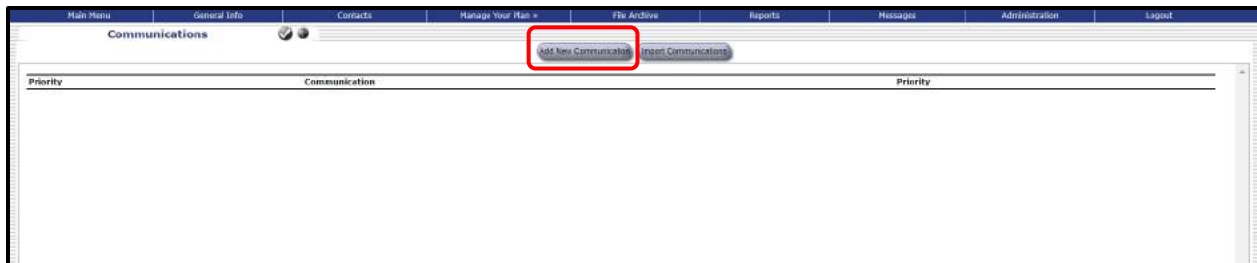 Main Menu General Info Contacts Manage Your Plan » File Archive Reports Messages Administration Logout
Communications
Add New Communication Import Communications
Priority Communication Priority